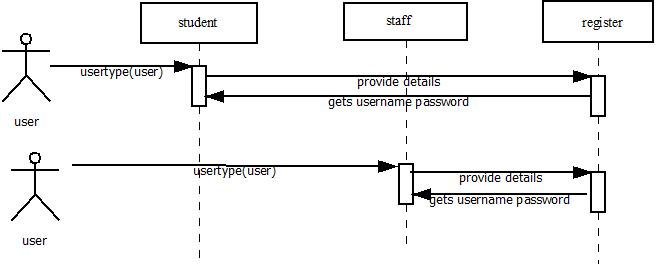 student
staff
register
usertype(user)
provide details
gets username password
user
usertype(user)
provide details
gets username password
user